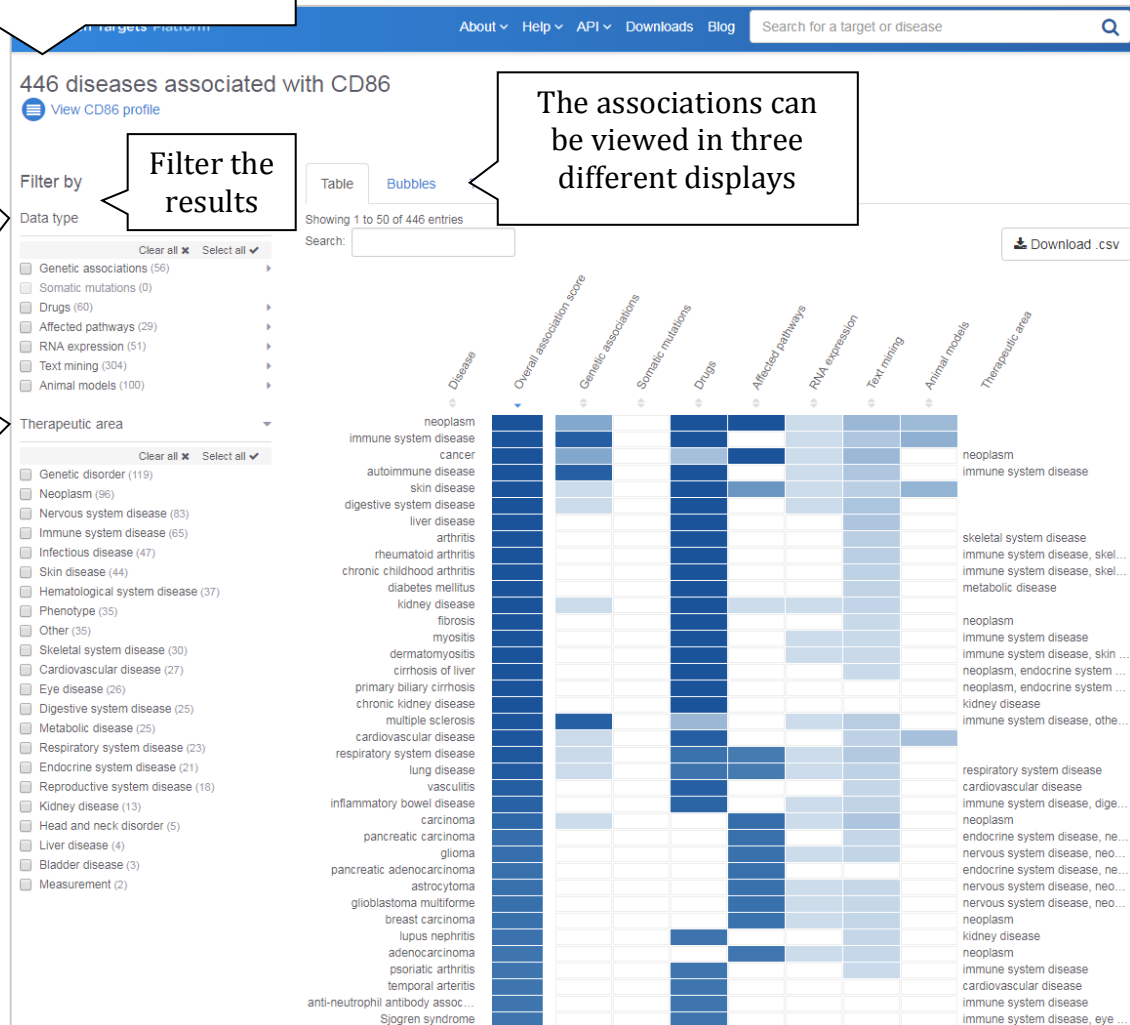 Targets Platform
About Help API Downloads Blog Search for a target or disease
446 diseases associated with CD86
View CD86 profile
The associations can
be viewed in three
different displays
Filter the
results
Filter by
Table Bubbles
Data type
Showing 1 to 50 of 446 entries
Search:
Download .csv
Clear all ✖ Select all ✔
Genetic associations (56)
Somatic mutations (0)
Drugs (60)
Affected pathways (29)
RNA expression (51)
Text mining (304)
Animal models (100)
Therapeutic area
Clear all ✖ Select all ✔
Genetic disorder (119)
Neoplasm (96)
Nervous system disease (83)
Immune system disease (65)
Infectious disease (47)
Skin disease (44)
Hematological system disease (37)
Phenotype (35)
Other (35)
Skeletal system disease (30)
Cardiovascular disease (27)
Eye disease (26)
Digestive system disease (25)
Metabolic disease (25)
Respiratory system disease (23)
Endocrine system disease (21)
Reproductive system disease (18)
Kidney disease (13)
Head and neck disorder (5)
Liver disease (4)
Bladder disease (3)
Measurement (2)
Disease
Overall association score
Genetic associations
Somatic mutations
Drugs
Affected pathways
RNA expression
Text mining
Animal models
Therapeutic area
neoplasm
immune system disease
cancer neoplasm
autoimmune disease immune system disease
skin disease
digestive system disease
liver disease
arthritis skeletal system disease
rheumatoid arthritis immune system disease, skel...
chronic childhood arthritis immune system disease, skel...
diabetes mellitus metabolic disease
kidney disease
fibrosis neoplasm
myositis immune system disease
dermatomyositis immune system disease, skin ...
cirrhosis of liver neoplasm, endocrine system ...
primary biliary cirrhosis neoplasm, endocrine system ...
chronic kidney disease kidney disease
multiple sclerosis immune system disease, othe...
cardiovascular disease
respiratory system disease
lung disease respiratory system disease
vasculitis cardiovascular disease
inflammatory bowel disease immune system disease, dige...
carcinoma neoplasm
pancreatic carcinoma endocrine system disease, ne...
glioma nervous system disease, neo...
pancreatic adenocarcinoma endocrine system disease, ne...
astrocytoma nervous system disease, neo...
glioblastoma multiforme nervous system disease, neo...
breast carcinoma neoplasm
lupus nephritis kidney disease
adenocarcinoma neoplasm
psoriatic arthritis immune system disease
temporal arteritis cardiovascular disease
anti-neutrophil antibody assoc... immune system disease
Sjogren syndrome immune system disease, eye ...